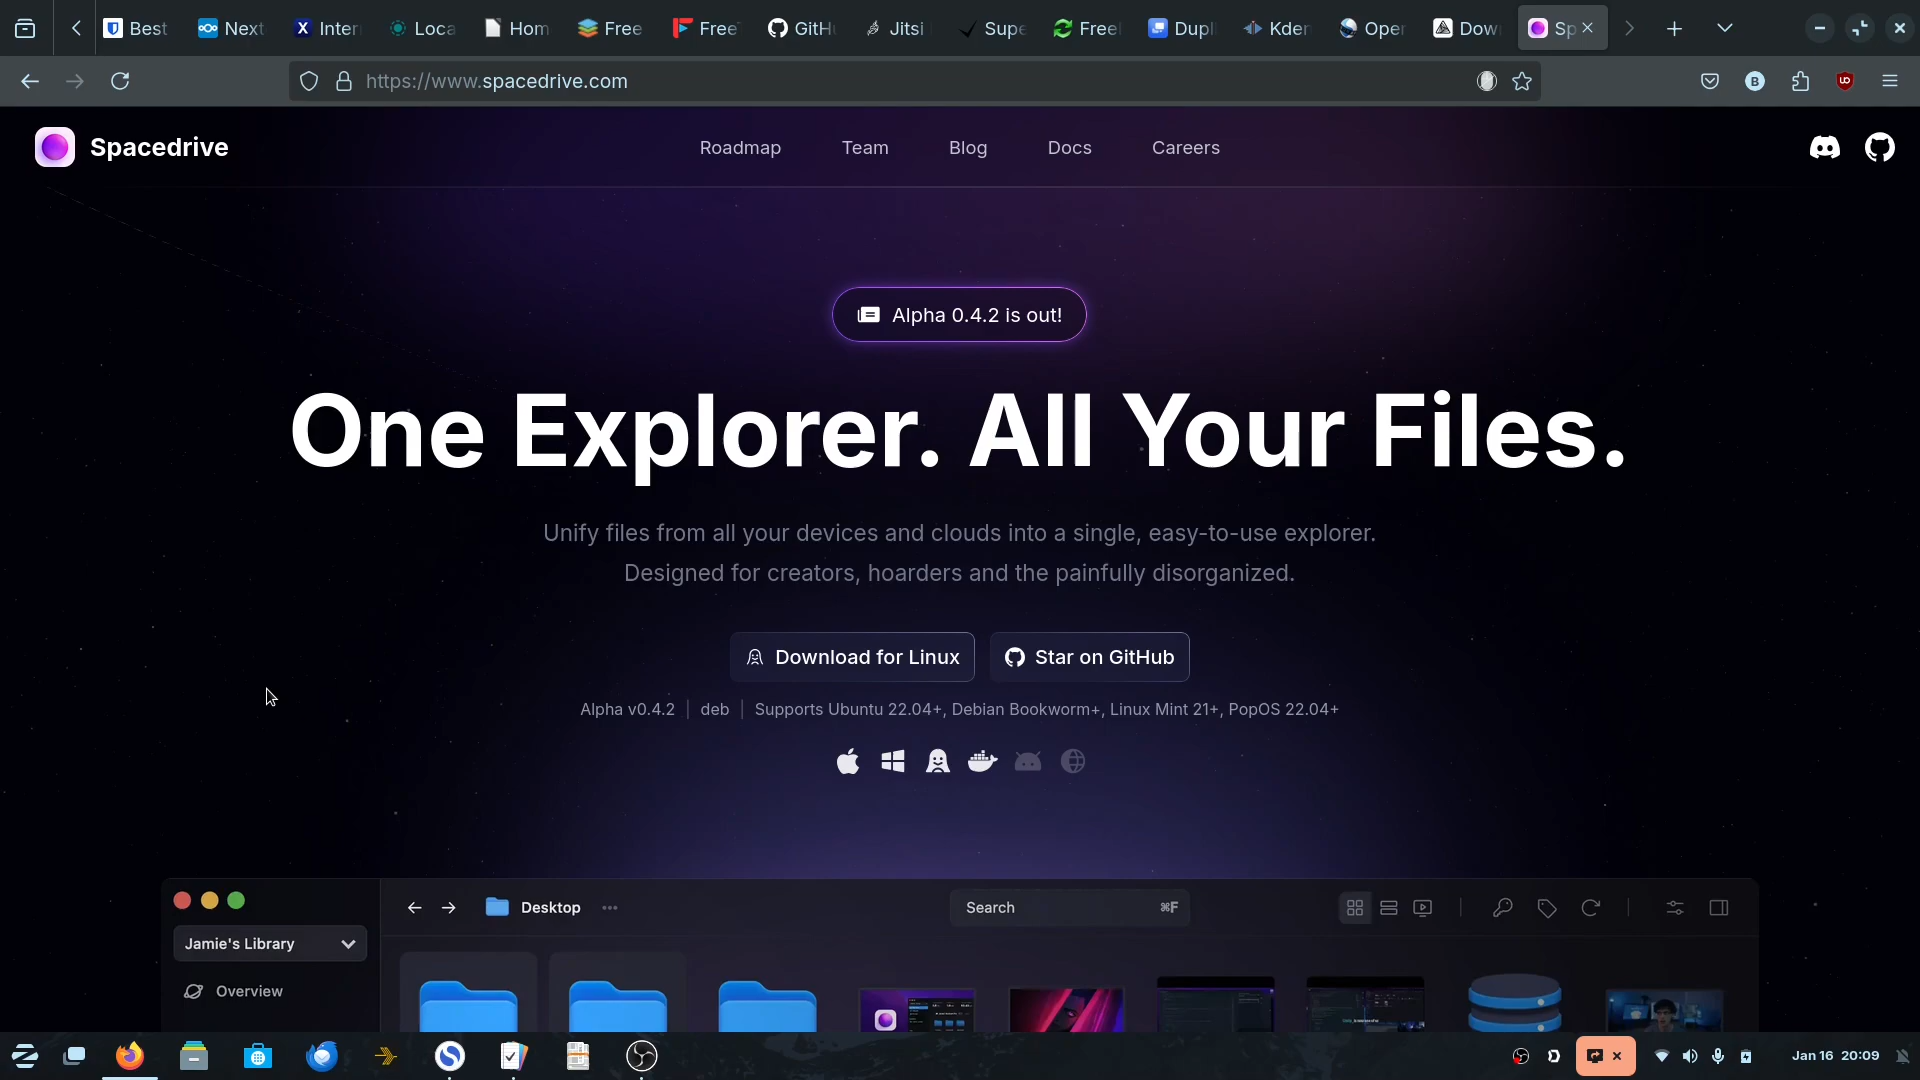 Best
Next
Inter
Loca
Hom
Free
Free
GitHu
Jitsi
Supe
Free
Dupli
Kden
Oper
Down
Sp
https://www.spacedrive.com
Spacedrive
Roadmap
Team
Blog
Docs
Careers
Alpha 0.4.2 is out!
One Explorer. All Your Files.
Unify files from all your devices and clouds into a single, easy-to-use explorer.
Designed for creators, hoarders and the painfully disorganized.
Download for Linux
Star on GitHub
Alpha v0.4.2 | deb | Supports Ubuntu 22.04+, Debian Bookworm+, Linux Mint 21+, PopOS 22.04+
Desktop
Search
⌘F
Jamie's Library
Overview
Jan 16 20:09